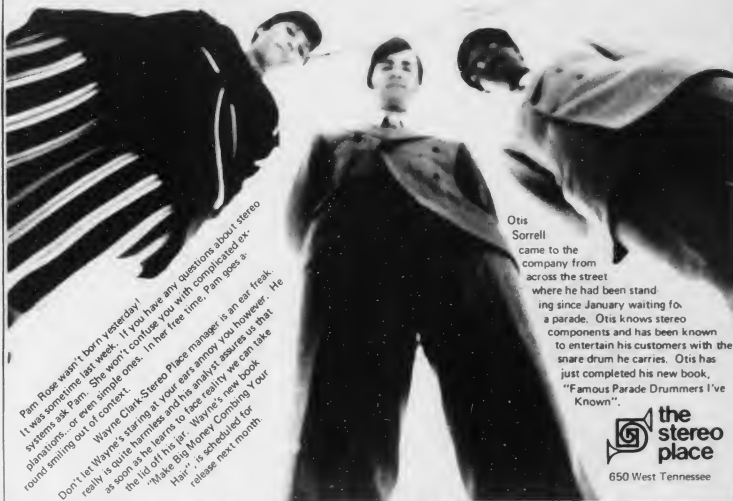 Pam Rose wasn't born yesterday!
It was sometime last week. If you have any questions about stereo
systems ask Pam. She won't confuse you with complicated ex-
planations...or even simple ones. In her free time, Pam goes a-
round smiling out of context.
Wayne Clark-Stereo Place manager is an ear freak.
Don't let Wayne's staring at your ears annoy you however. He
really is quite harmless and his analyst assures us that
as soon as he learns to face reality we can take
the lid off his jar. Wayne's new book
"Make Big Money Combing Your
Hair" is scheduled for
release next month.
Otis
Sorrell
came to the
company from
across the street
where he had been stand-
ing since January waiting for
a parade. Otis knows stereo
components and has been known
to entertain his customers with the
snare drum he carries. Otis has
just completed his new book,
"Famous Parade Drummers I've
Known".
the
stereo
place
650 West Tennessee